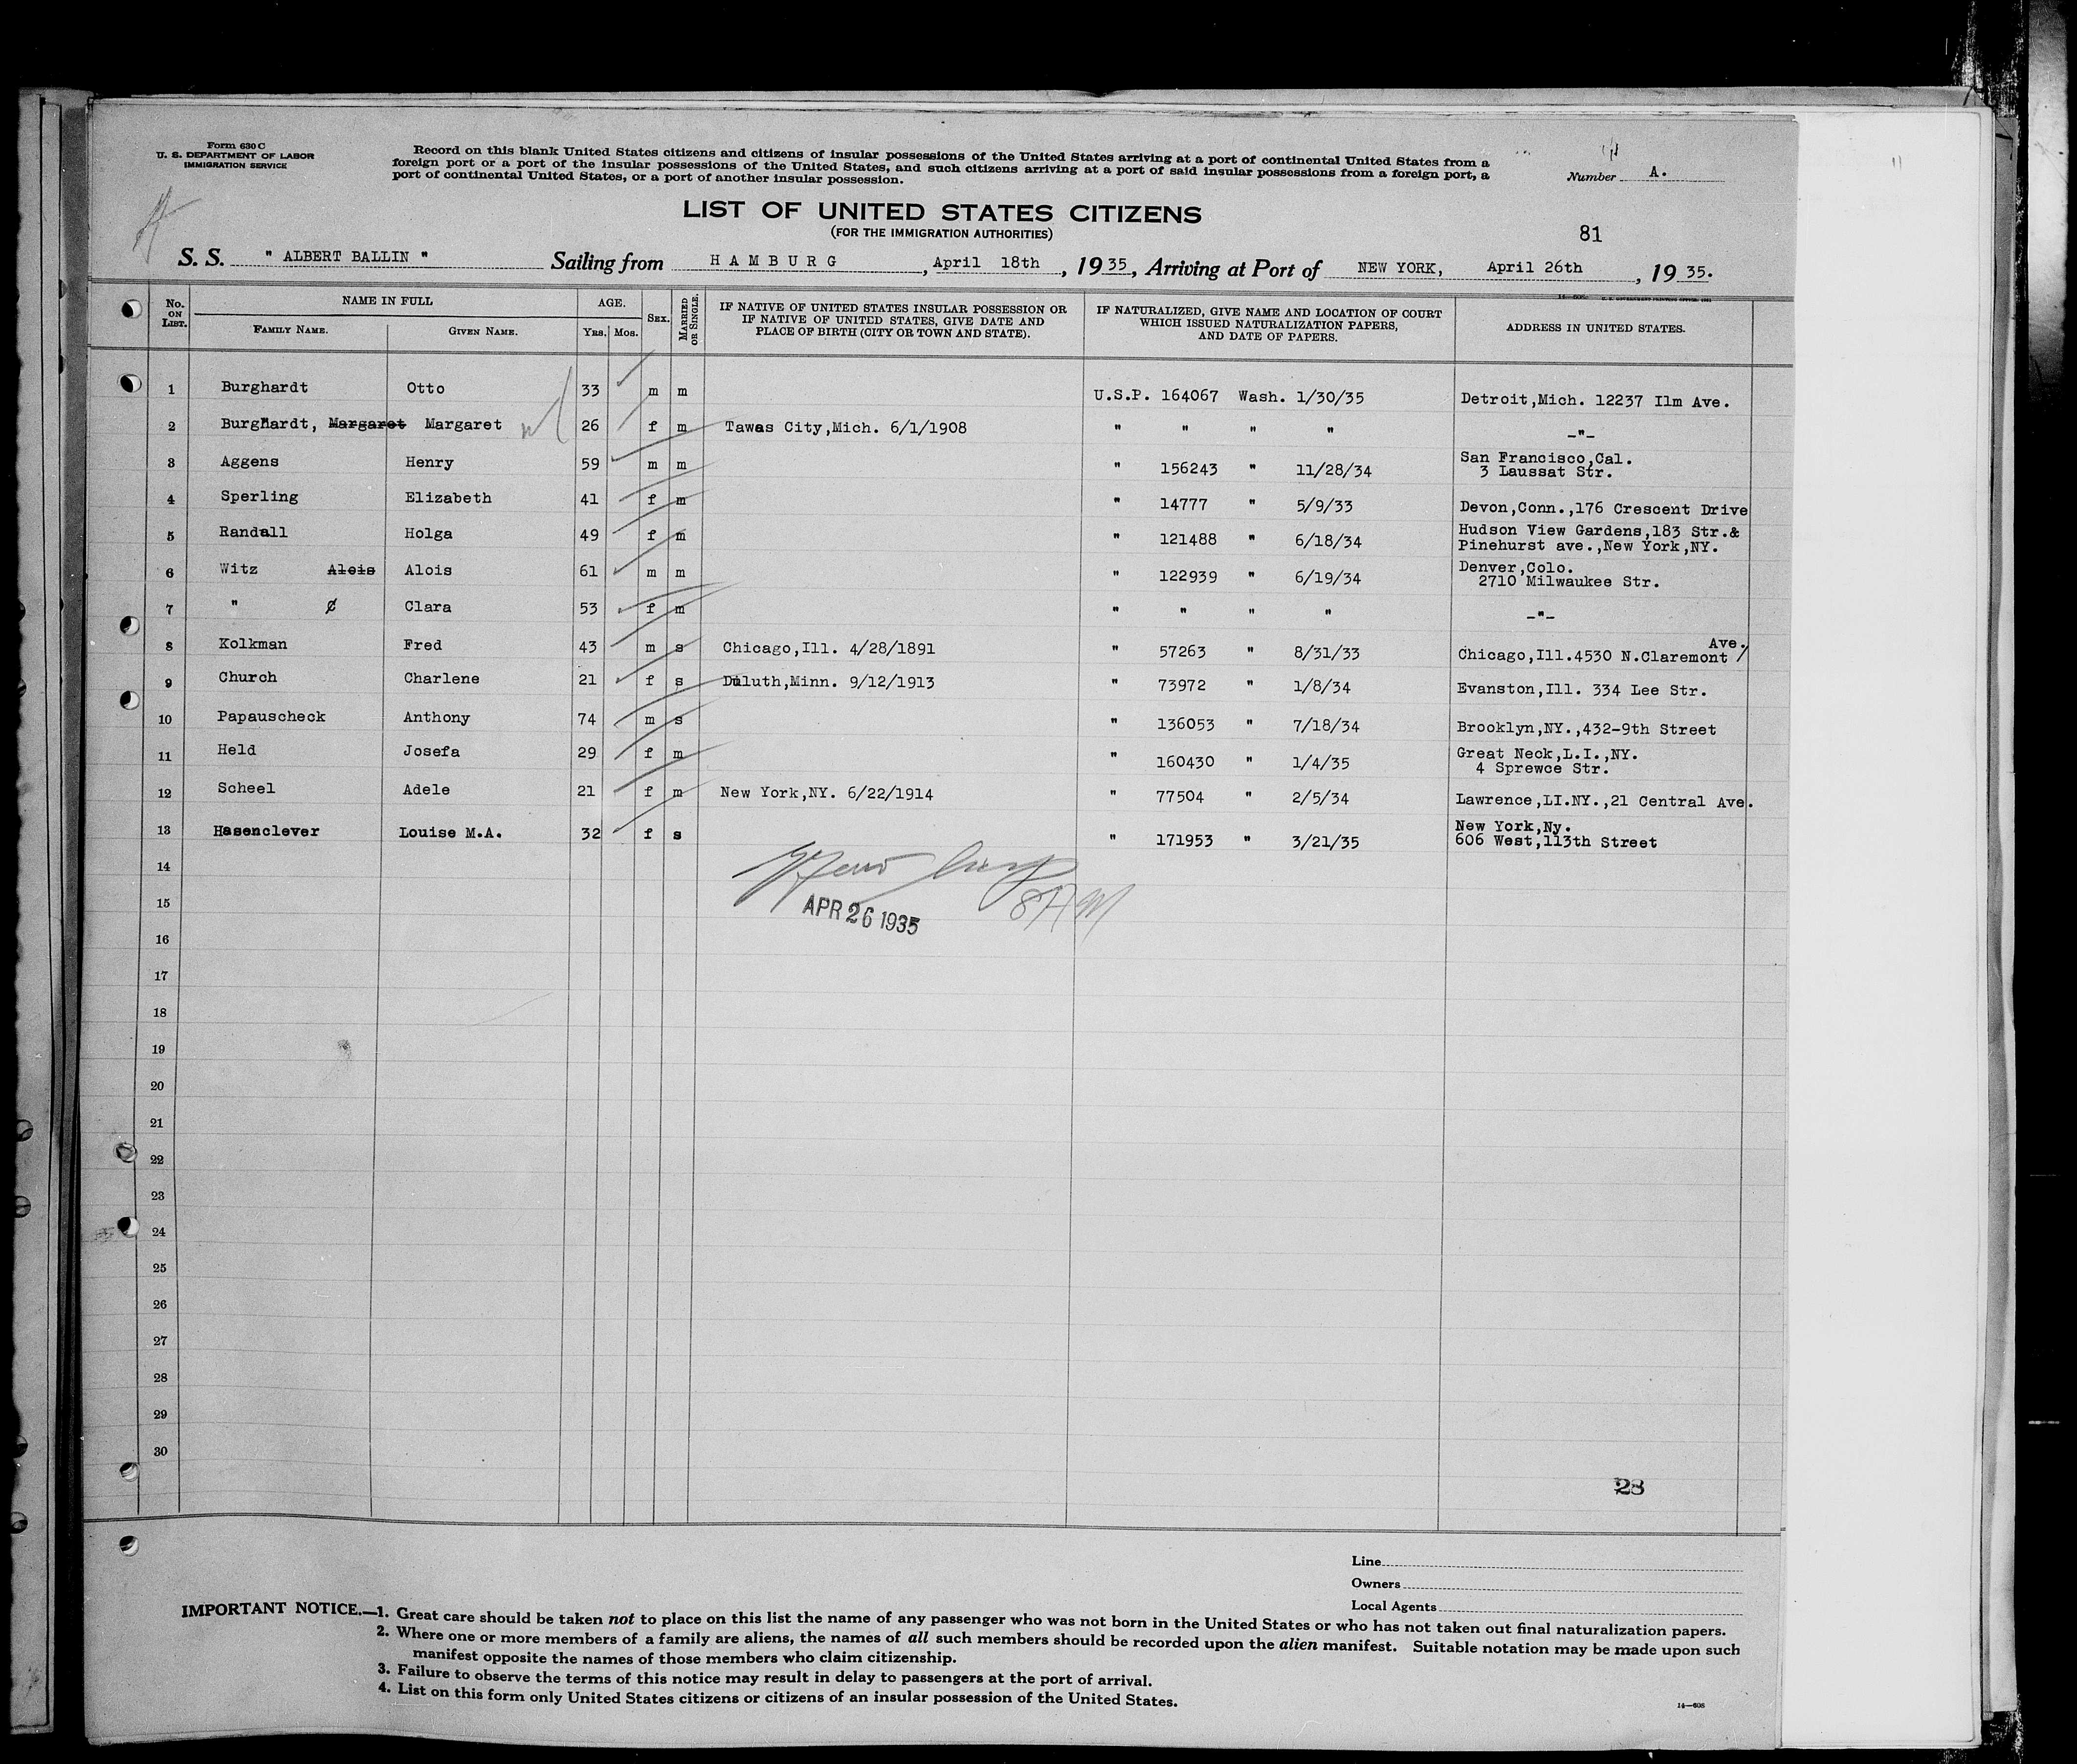 Form 630 C
U. S. DEPARTMENT OF LABOR
IMMIGRATION SERVICE
Record on this blank United States citizens and citizens of insular possessions of the United States arriving at a port of continental United States from a
foreign port or a port of the insular possessions of the United States, and such citizens arriving at a port of said insular possessions from a foreign port, a
port of continental United States, or a port of another insular possession.
Number A.
LIST OF UNITED STATES CITIZENS
(FOR THE IMMIGRATION AUTHORITIES)
81
S. S. " ALBERT BALLIN " Sailing from HAMBURG, April 18th, 1935, Arriving at Port of NEW YORK, April 26th, 1935.
No. ON LIST. NAME IN FULL FAMILY NAME. GIVEN NAME. AGE. YRS. MOS. SEX. MARRIED OR SINGLE. IF NATIVE OF UNITED STATES INSULAR POSSESSION OR IF NATIVE OF UNITED STATES, GIVE DATE AND PLACE OF BIRTH (CITY OR TOWN AND STATE). IF NATURALIZED, GIVE NAME AND LOCATION OF COURT WHICH ISSUED NATURALIZATION PAPERS, AND DATE OF PAPERS. ADDRESS IN UNITED STATES.
1 Burghardt Otto 33 m m U.S.P. 164067 Wash. 1/30/35 Detroit,Mich. 12237 Ilm Ave.
2 Burghardt, Margaret Margaret 26 f m Tawas City,Mich. 6/1/1908 " " " " -"-
3 Aggens Henry 59 m m " 156243 " 11/28/34 San Francisco,Cal. 3 Laussat Str.
4 Sperling Elizabeth 41 f m " 14777 " 5/9/33 Devon,Conn.,176 Crescent Drive
5 Randall Holga 49 f m " 121488 " 6/18/34 Hudson View Gardens,183 Str.& Pinehurst ave.,New York,NY.
6 Witz Alois Alois 61 m m " 122939 " 6/19/34 Denver,Colo. 2710 Milwaukee Str.
7 " C Clara 53 f m " " " " -"-
8 Kolkman Fred 43 m s Chicago,Ill. 4/28/1891 " 57263 " 8/31/33 Chicago,Ill.4530 N.Claremont / Ave.
9 Church Charlene 21 f s Duluth,Minn. 9/12/1913 " 73972 " 1/8/34 Evanston,Ill. 334 Lee Str.
10 Papauscheck Anthony 74 m s " 136053 " 7/18/34 Brooklyn,NY.,432-9th Street
11 Held Josefa 29 f m " 160430 " 1/4/35 Great Neck,L.I.,NY. 4 Sprewce Str.
12 Scheel Adele 21 f m New York,NY. 6/22/1914 " 77504 " 2/5/34 Lawrence,LI.NY.,21 Central Ave.
13 Hasenclever Louise M.A. 32 f s " 171953 " 3/21/35 New York,Ny. 606 West,113th Street
14
8 AM
15
APR 26 1935
16
17
18
19
20
21
22
23
24
25
26
27
28
29
30
28
Line
Owners
Local Agents
IMPORTANT NOTICE.—1. Great care should be taken not to place on this list the name of any passenger who was not born in the United States or who has not taken out final naturalization papers.
2. Where one or more members of a family are aliens, the names of all such members should be recorded upon the alien manifest. Suitable notation may be made upon such
manifest opposite the names of those members who claim citizenship.
3. Failure to observe the terms of this notice may result in delay to passengers at the port of arrival.
4. List on this form only United States citizens or citizens of an insular possession of the United States.
14—608